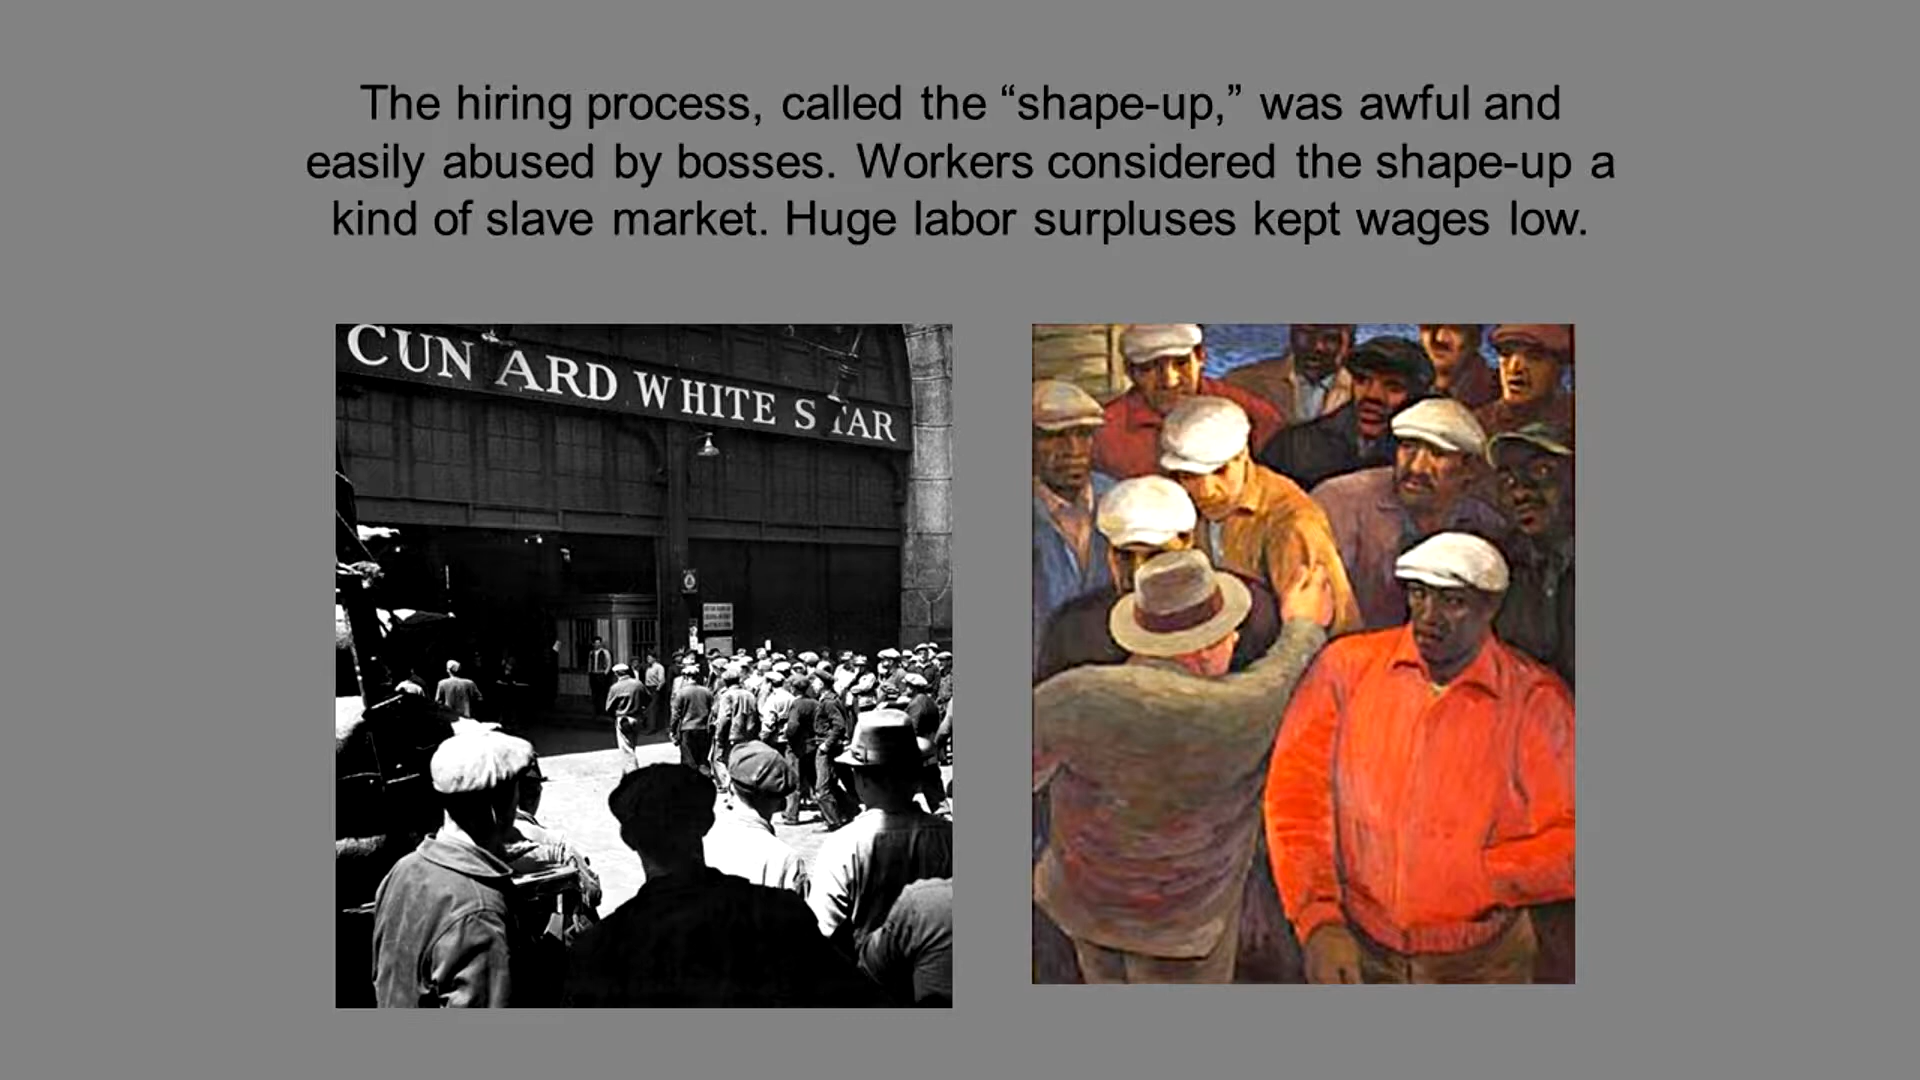 The hiring process, called the “shape-up,” was awful and
easily abused by bosses. Workers considered the shape-up a
kind of slave market. Huge labor surpluses kept wages low.
CUNARD WHITE STAR